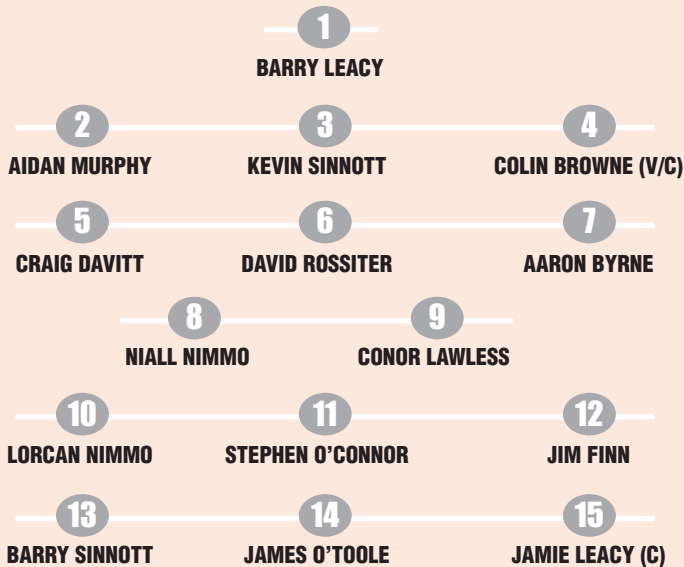 1
BARRY LEACY
2 3 4
AIDAN MURPHY KEVIN SINNOTT COLIN BROWNE (V/C)
5 6 7
CRAIG DAVITT DAVID ROSSITER AARON BYRNE
8 9
NIALL NIMMO CONOR LAWLESS
10 11 12
LORCAN NIMMO STEPHEN O’CONNOR JIM FINN
13 14 15
BARRY SINNOTT JAMES O’TOOLE JAMIE LEACY (C)